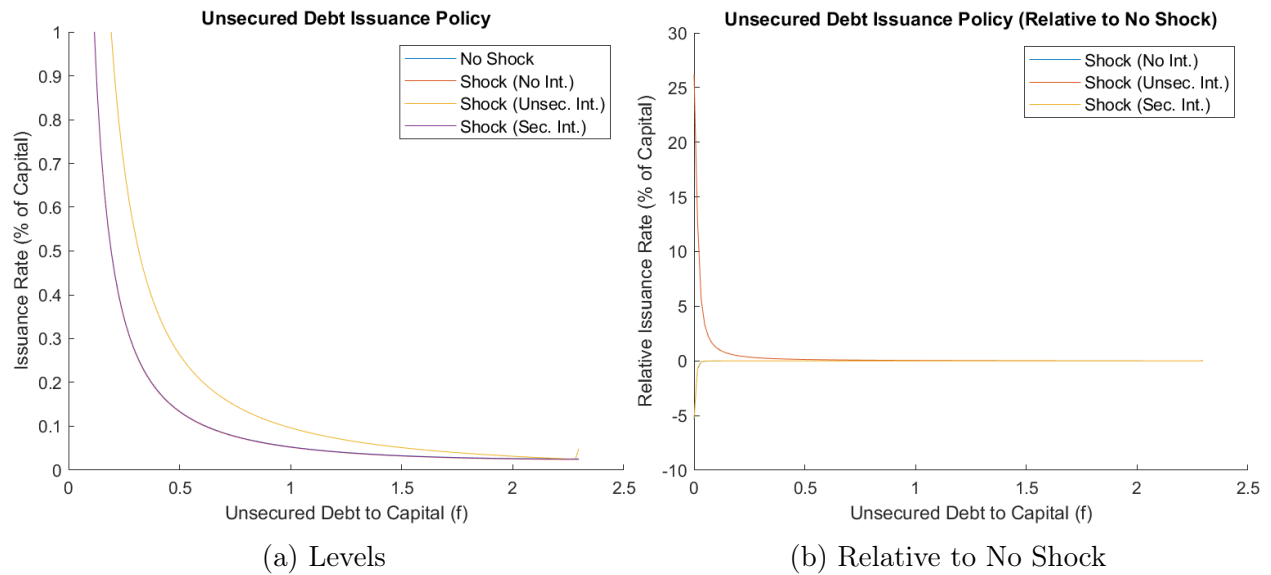 Unsecured Debt Issuance Policy
1
0.9
0.8
0.7
0.6
0.5
0.4
0.3
0.2
0.1
0
Issuance Rate (% of Capital)
No Shock
Shock (No Int.)
Shock (Unsec. Int.)
Shock (Sec. Int.)
0 0.5 1 1.5 2 2.5
Unsecured Debt to Capital (f)
(a) Levels
Unsecured Debt Issuance Policy (Relative to No Shock)
30
25
20
15
10
5
0
-5
-10
Relative Issuance Rate (% of Capital)
Shock (No Int.)
Shock (Unsec. Int.)
Shock (Sec. Int.)
0 0.5 1 1.5 2 2.5
Unsecured Debt to Capital (f)
(b) Relative to No Shock